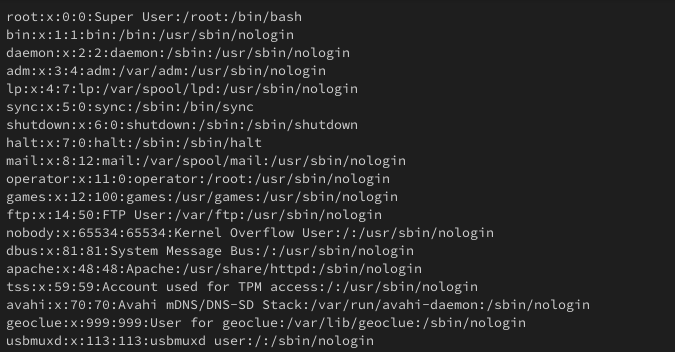 root:x:0:0:Super User:/root:/bin/bash
bin:x:1:1:bin:/bin:/usr/sbin/nologin
daemon:x:2:2:daemon:/sbin:/usr/sbin/nologin
adm:x:3:4:adm:/var/adm:/usr/sbin/nologin
lp:x:4:7:lp:/var/spool/lpd:/usr/sbin/nologin
sync:x:5:0:sync:/sbin:/bin/sync
shutdown:x:6:0:shutdown:/sbin:/sbin/shutdown
halt:x:7:0:halt:/sbin:/sbin/halt
mail:x:8:12:mail:/var/spool/mail:/usr/sbin/nologin
operator:x:11:0:operator:/root:/usr/sbin/nologin
games:x:12:100:games:/usr/games:/usr/sbin/nologin
ftp:x:14:50:FTP User:/var/ftp:/usr/sbin/nologin
nobody:x:65534:65534:Kernel Overflow User:/:/usr/sbin/nologin
dbus:x:81:81:System Message Bus:/:/usr/sbin/nologin
apache:x:48:48:Apache:/usr/share/httpd:/sbin/nologin
tss:x:59:59:Account used for TPM access:/:/usr/sbin/nologin
avahi:x:70:70:Avahi mDNS/DNS-SD Stack:/var/run/avahi-daemon:/sbin/nologin
geoclue:x:999:999:User for geoclue:/var/lib/geoclue:/sbin/nologin
usbmuxd:x:113:113:usbmuxd user:/:/sbin/nologin